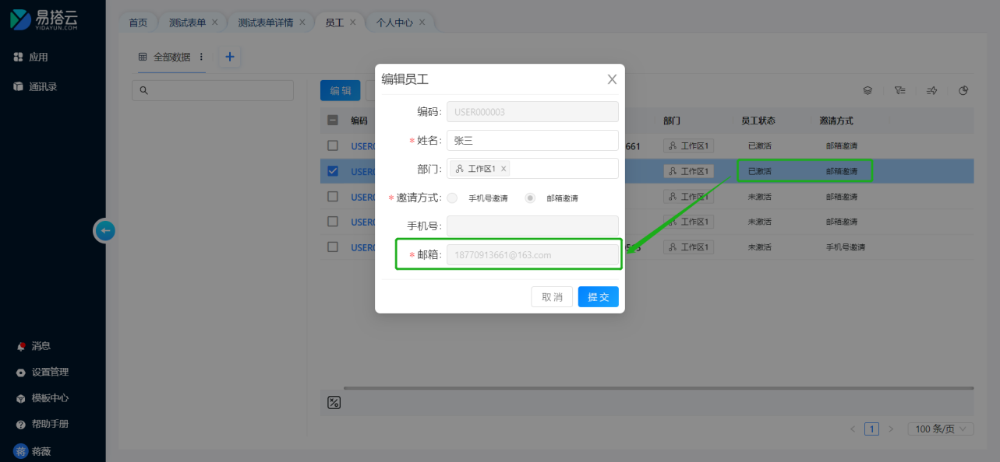 易搭云
YIDAYUN.COM
首页 测试表单 测试表单详情 员工 个人中心
应用
通讯录
全部数据
编 辑
编码 部门 员工状态 邀请方式
USER 661 工作区1 已激活 邮箱邀请
USER 工作区1 已激活 邮箱邀请
USER 工作区1 未激活 邮箱邀请
USER 工作区1 未激活 邮箱邀请
USER 工作区1 未激活 手机号邀请
编辑员工
编码: USER000003
* 姓名: 张三
部门: 工作区1
* 邀请方式: 手机号邀请 邮箱邀请
手机号:
* 邮箱: 18770913661@163.com
取 消 提 交
消息
设置管理
模板中心
帮助手册
蒋 蒋薇
1 100 条/页